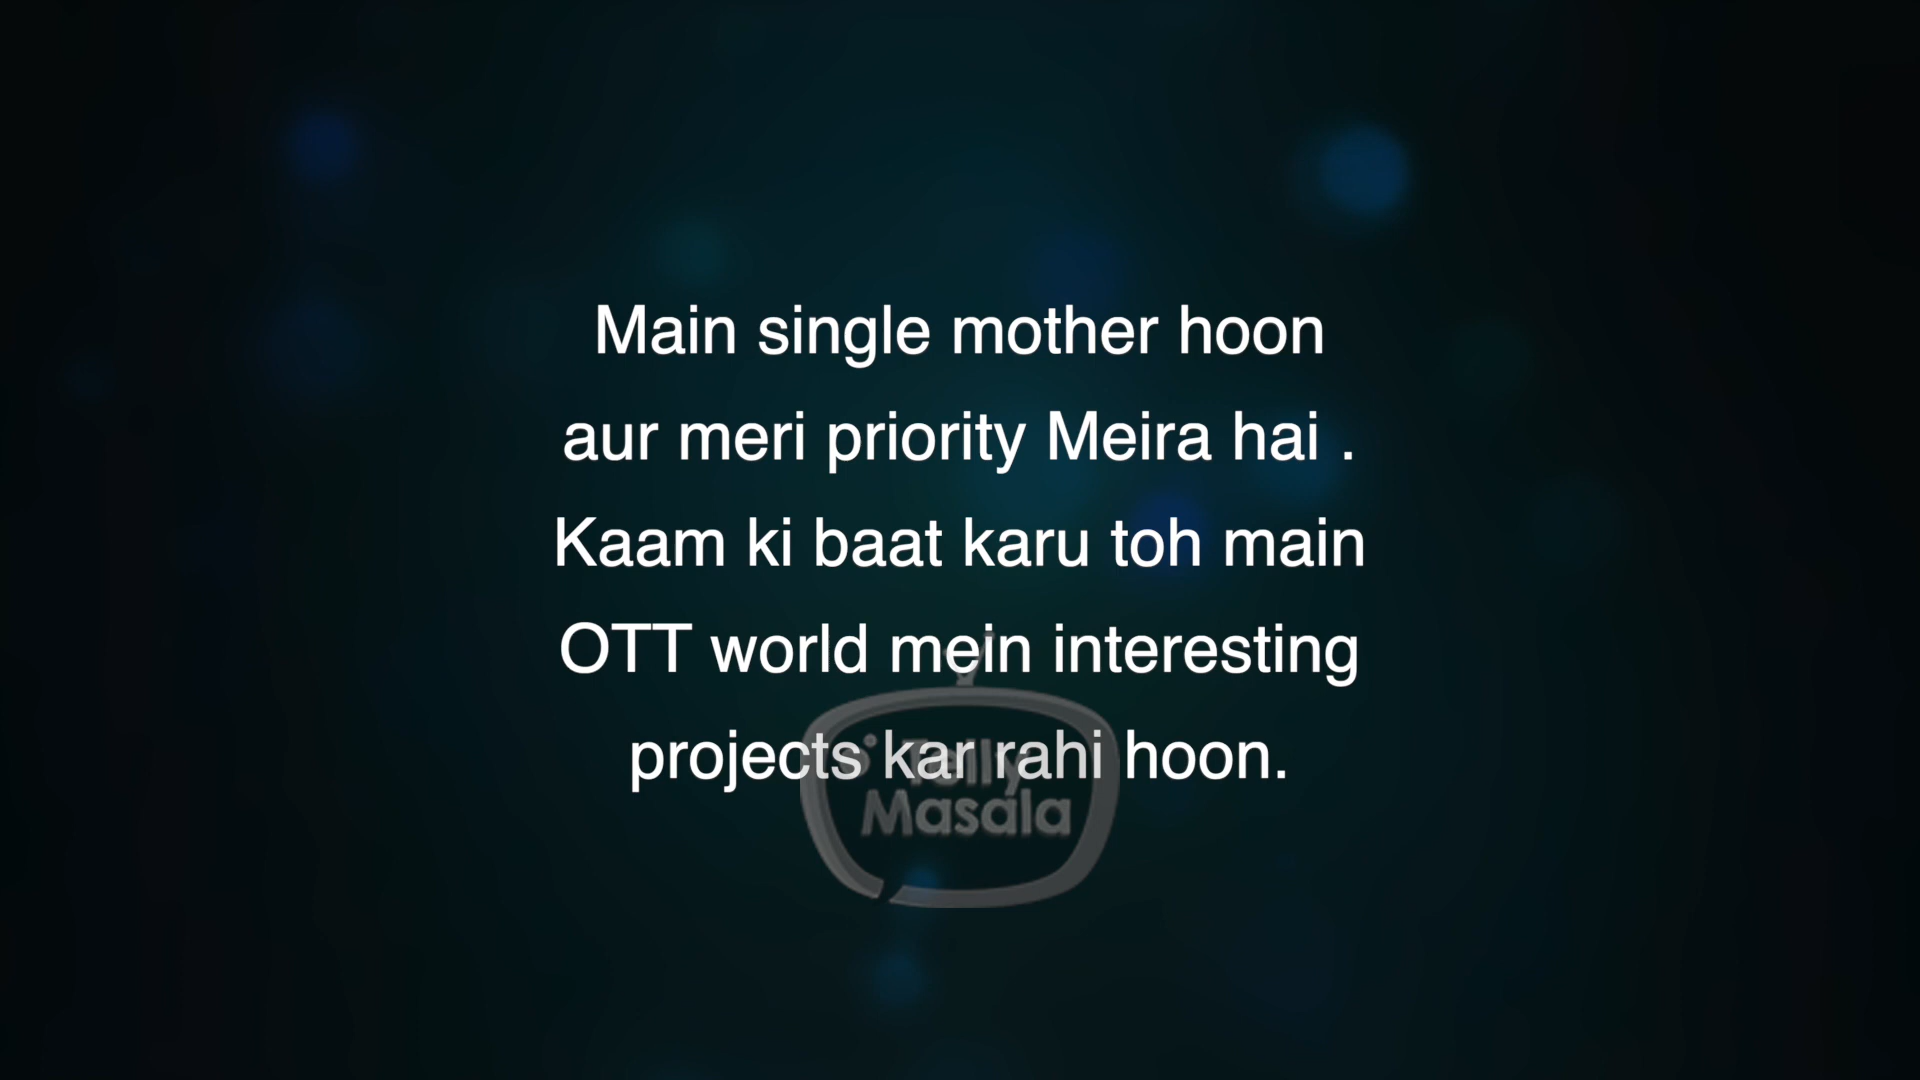 Main single mother hoon
aur meri priority Meira hai .
Kaam ki baat karu toh main
OTT world mein interesting
projects kar rahi hoon.
Telly
Masala